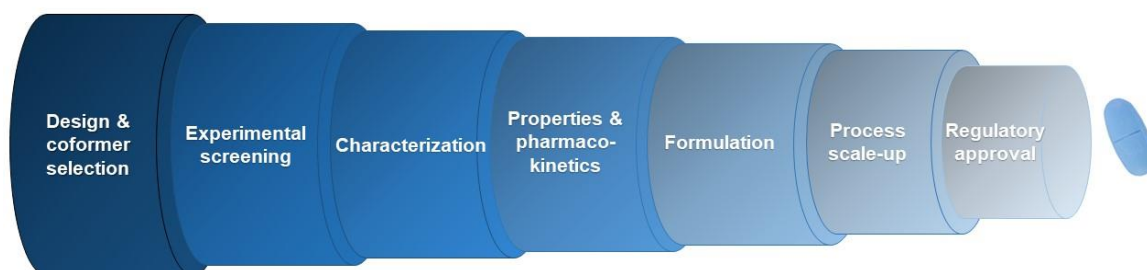 Design &
coformer
selection
Experimental
screening
Characterization
Properties &
pharmaco-
kinetics
Formulation
Process
scale-up
Regulatory
approval